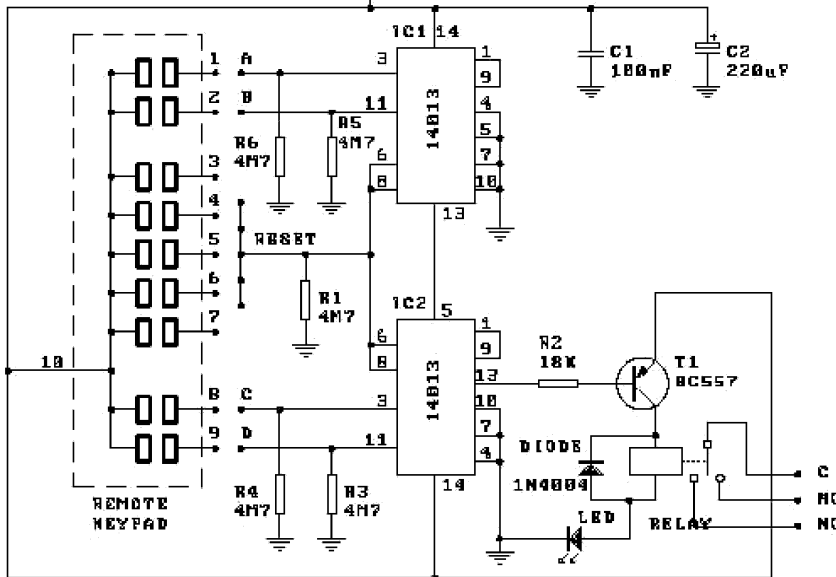 IC1 14
1 A
3
1
9
C1
100nF
C2
220uF
+
2 B
11
4
14013
R5
4M7
R6
4M7
5
6
7
3
8
10
4
13
RESET
5
6
R1
4M7
IC2
5
7
1
6
9
R2
18K
T1
BC557
10
8
13
14013
8 C
3
10
7
9 D
11
4
DIODE
1N4004
C
R4
4M7
R3
4M7
14
LED
RELAY
REMOTE
KEYPAD